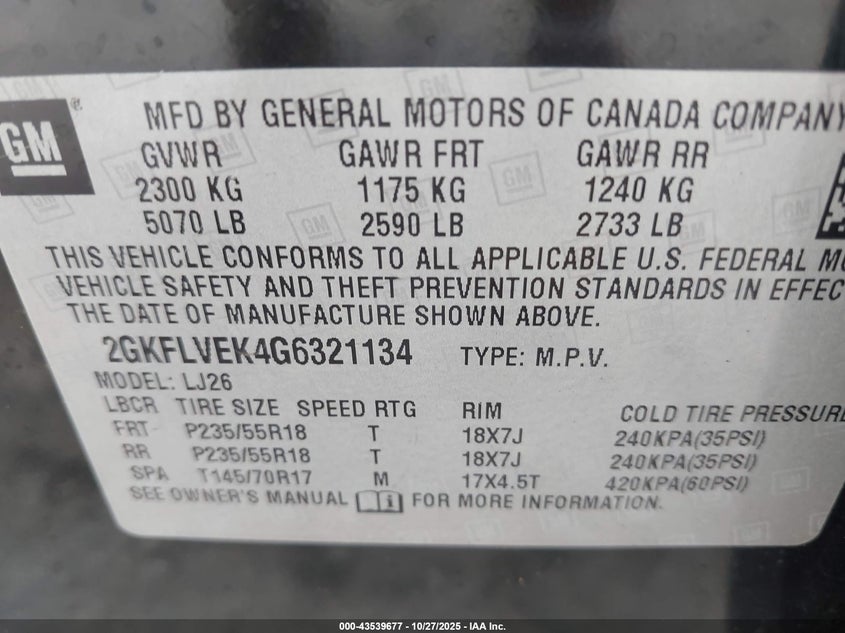 GM ®
MFD BY GENERAL MOTORS OF CANADA COMPANY
GVWR GAWR FRT GAWR RR
2300 KG 1175 KG 1240 KG
5070 LB 2590 LB 2733 LB
THIS VEHICLE CONFORMS TO ALL APPLICABLE U.S. FEDERAL
VEHICLE SAFETY AND THEFT PREVENTION STANDARDS IN EFFEC
THE DATE OF MANUFACTURE SHOWN ABOVE.
2GKFLVEK4G6321134 TYPE: M.P.V.
MODEL: LJ26
LBCR TIRE SIZE SPEED RTG RIM COLD TIRE PRESSURE
FRT P235/55R18 T 18X7J 240KPA(35PSI)
RR P235/55R18 T 18X7J 240KPA(35PSI)
SPA T145/70R17 M 17X4.5T 420KPA(60PSI)
SEE OWNER'S MANUAL FOR MORE INFORMATION.
000-43539677 - 10/27/2025 - IAA Inc.